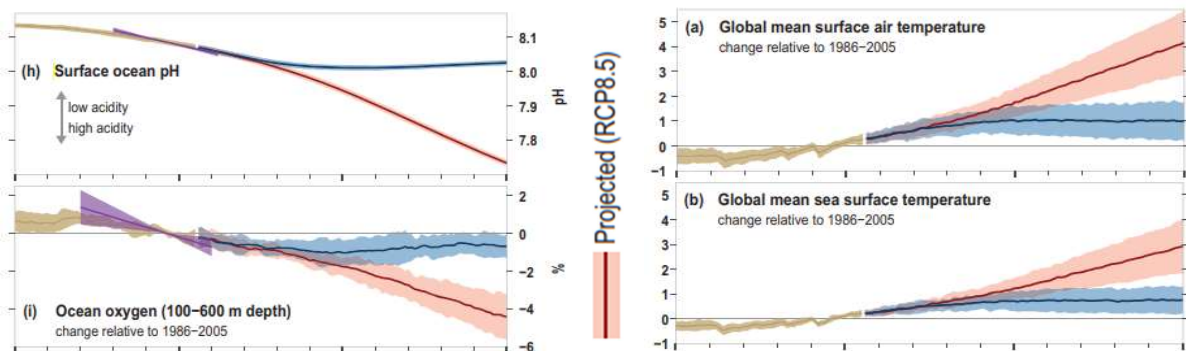 8.1
(h) Surface ocean pH
8.0
low acidity
pH
high acidity
7.9
7.8
2
0
−2
%
−4
(i) Ocean oxygen (100−600 m depth)
change relative to 1986−2005
−6
Projected (RCP8.5)
(a) Global mean surface air temperature
change relative to 1986−2005
5
4
3
2
1
0
−1
(b) Global mean sea surface temperature
change relative to 1986−2005
5
4
3
2
1
0
−1